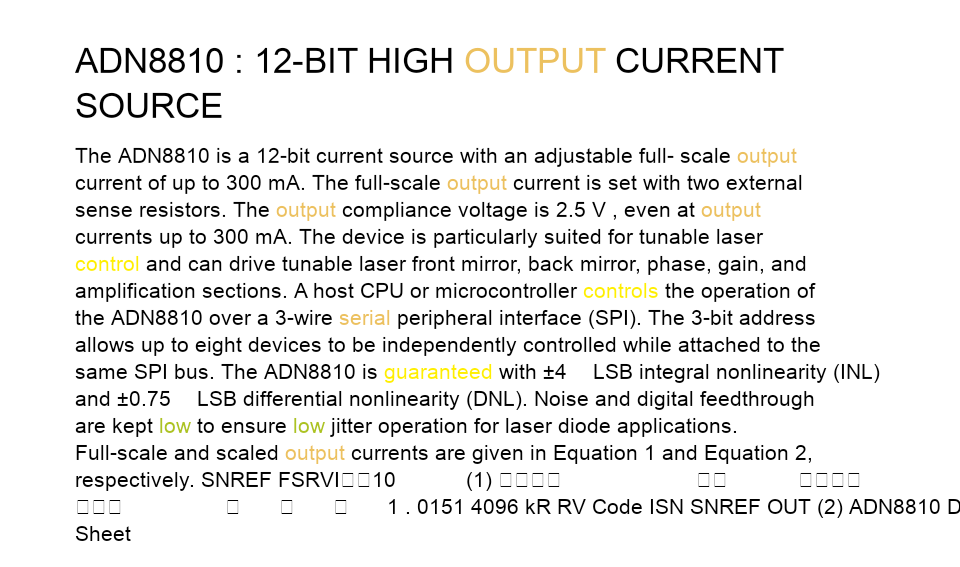 ADN8810 : 12-BIT HIGH OUTPUT CURRENT
SOURCE
The ADN8810 is a 12-bit current source with an adjustable full- scale output
current of up to 300 mA. The full-scale output current is set with two external
sense resistors. The output compliance voltage is 2.5 V , even at output
currents up to 300 mA. The device is particularly suited for tunable laser
control and can drive tunable laser front mirror, back mirror, phase, gain, and
amplification sections. A host CPU or microcontroller controls the operation of
the ADN8810 over a 3-wire serial peripheral interface (SPI). The 3-bit address
allows up to eight devices to be independently controlled while attached to the
same SPI bus. The ADN8810 is guaranteed with ±4 LSB integral nonlinearity (INL)
and ±0.75 LSB differential nonlinearity (DNL). Noise and digital feedthrough
are kept low to ensure low jitter operation for laser diode applications.
Full-scale and scaled output currents are given in Equation 1 and Equation 2,
respectively. SNREF FSRVI□□10 (1) □□□□ □□ □□□□
□□□ □ □ □ 1 . 0151 4096 kR RV Code ISN SNREF OUT (2) ADN8810 D
Sheet